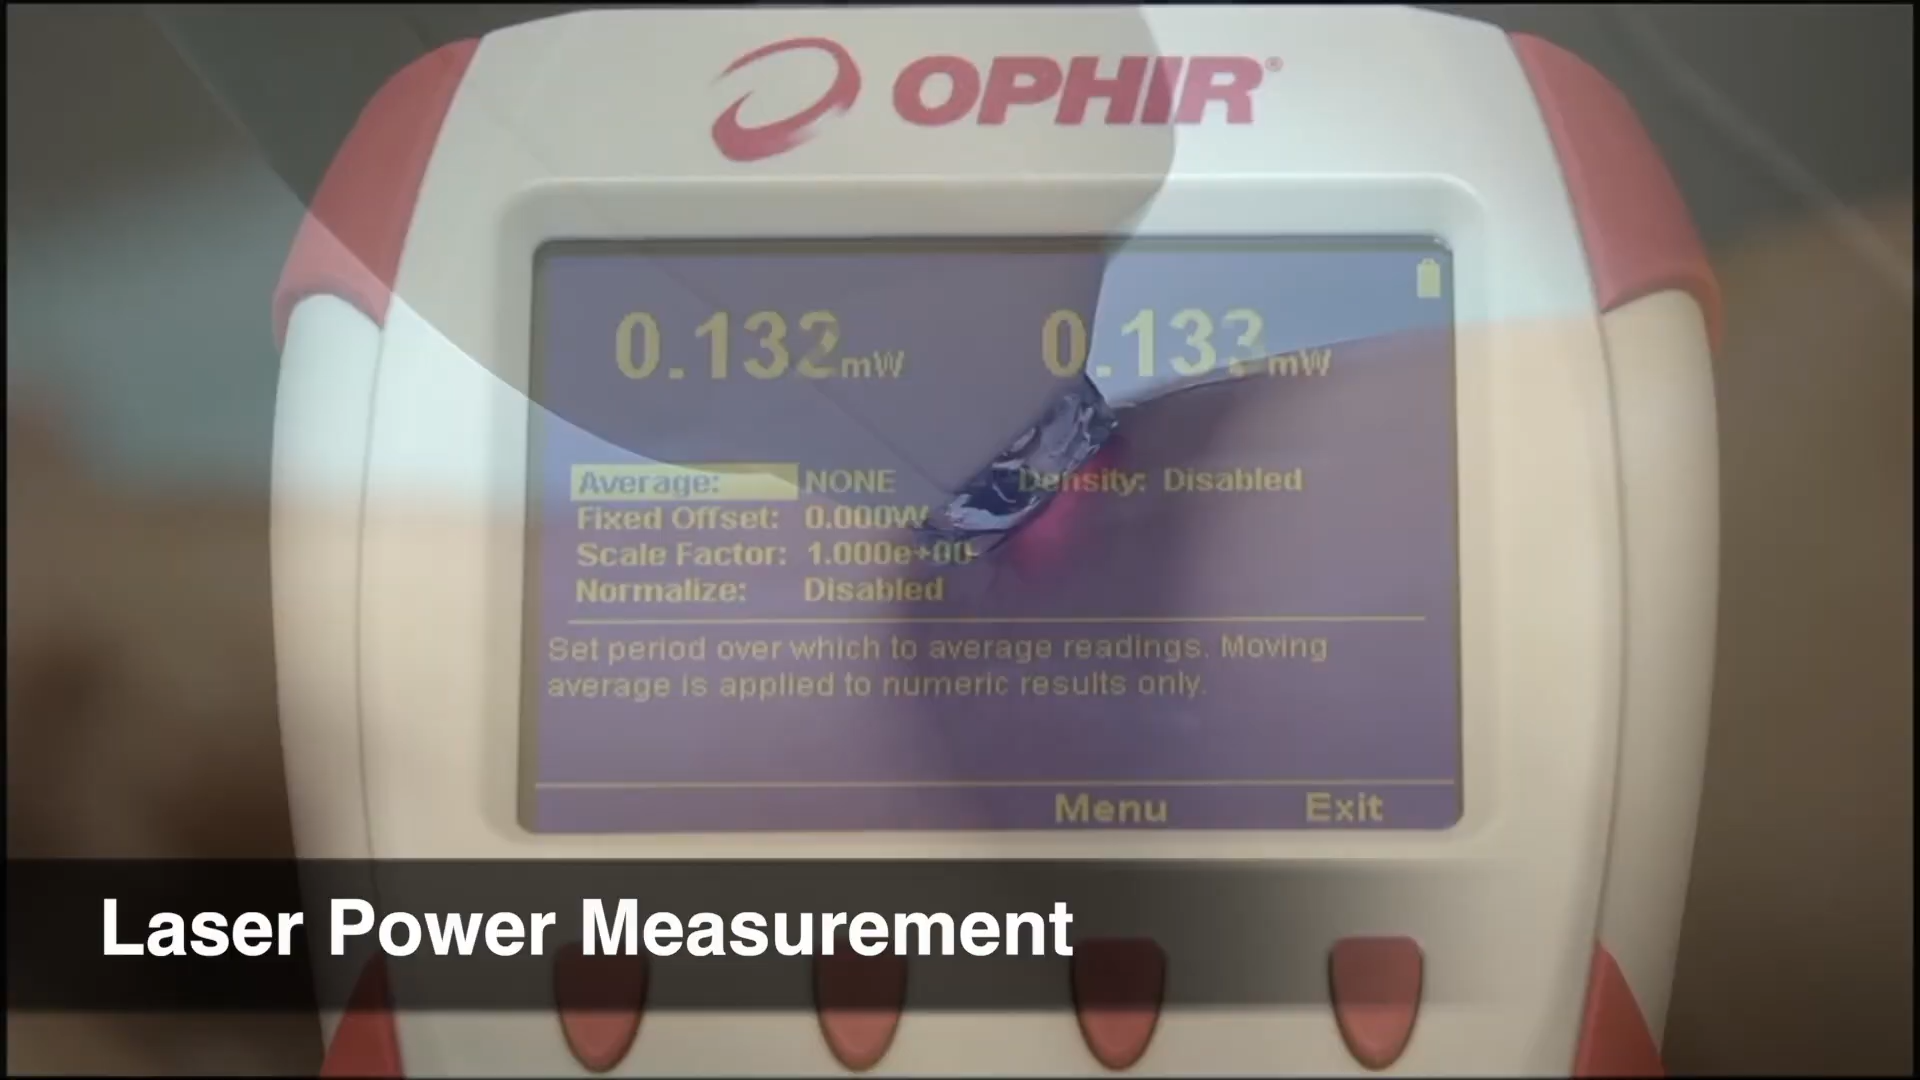 OPHIR®
0.132mW 0.133mW
Average: NONE Density: Disabled
Fixed Offset: 0.000W
Scale Factor: 1.000e+00
Normalize: Disabled
Set period over which to average readings. Moving
average is applied to numeric results only.
Menu Exit
Laser Power Measurement